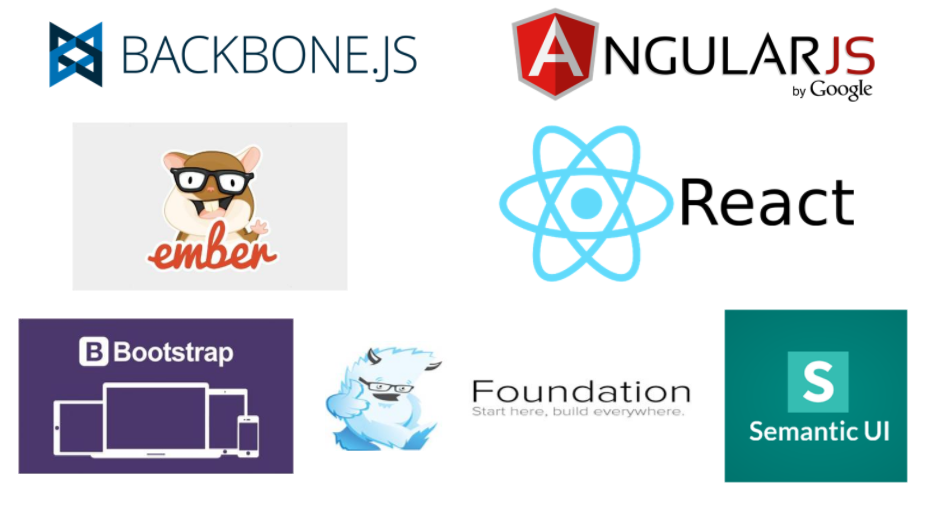 BACKBONE.JS
ANGULARJS
by Google
ember
React
B Bootstrap
Foundation
Start here, build everywhere.
S
Semantic UI